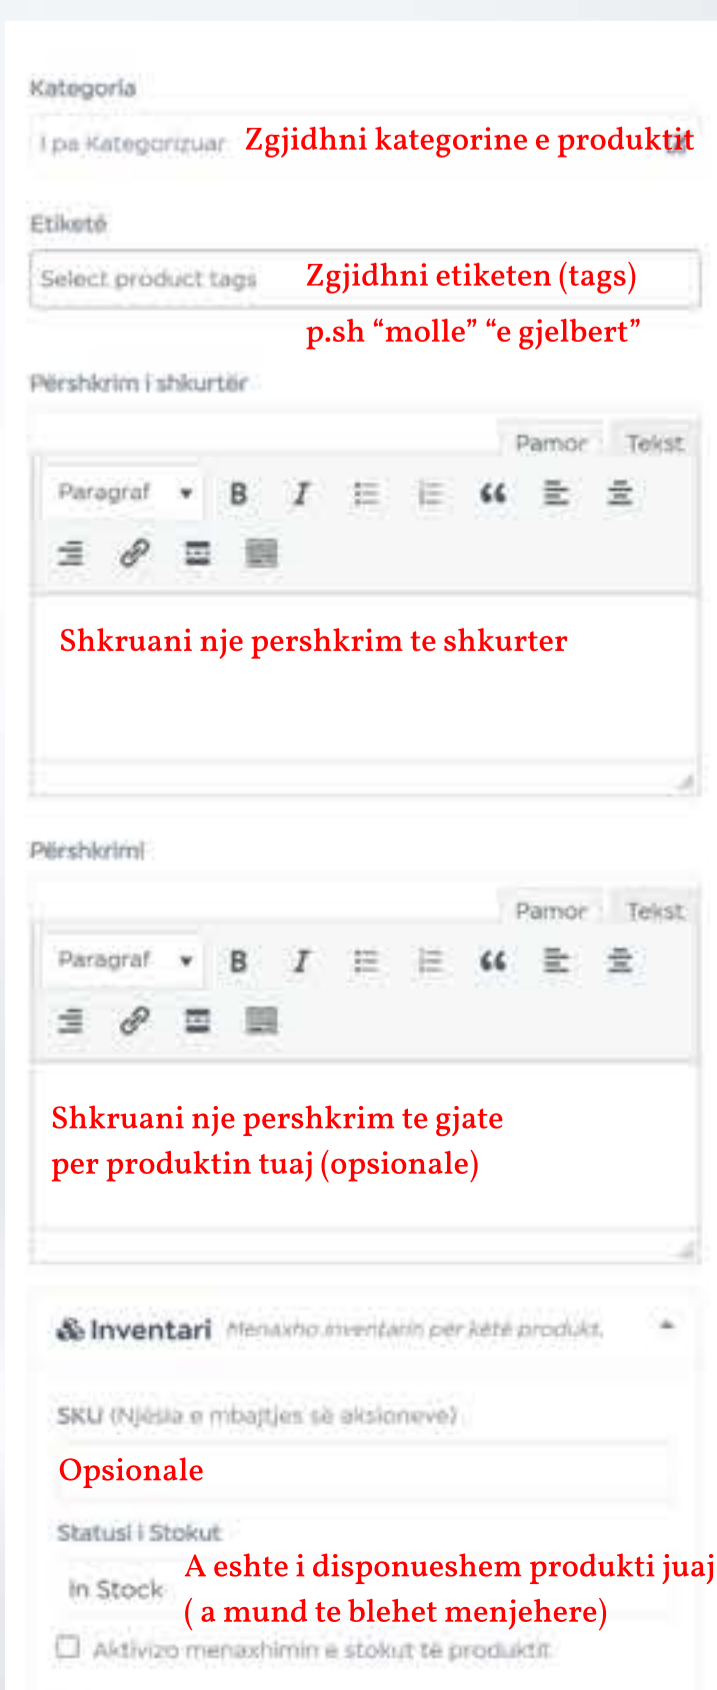 Kategoria
I pa Kategorizuar Zgjidhni kategorine e produktit
Etiketë
Select product tags Zgjidhni etiketen (tags)
p.sh “molle” “e gjelbert”
Përshkrim i shkurtër
Pamor Tekst
Paragraf
Shkruani nje pershkrim te shkurter
Përshkrimi
Pamor Tekst
Paragraf
Shkruani nje pershkrim te gjate
per produktin tuaj (opsionale)
Inventari Menaxho inventarin për këtë produkt.
SKU (Njësia e mbajtjes së aksioneve)
Opsionale
Statusi i Stokut
A eshte i disponueshem produkti juaj
In Stock
( a mund te blehet menjehere)
Aktivizo menaxhimin e stokut të produktit